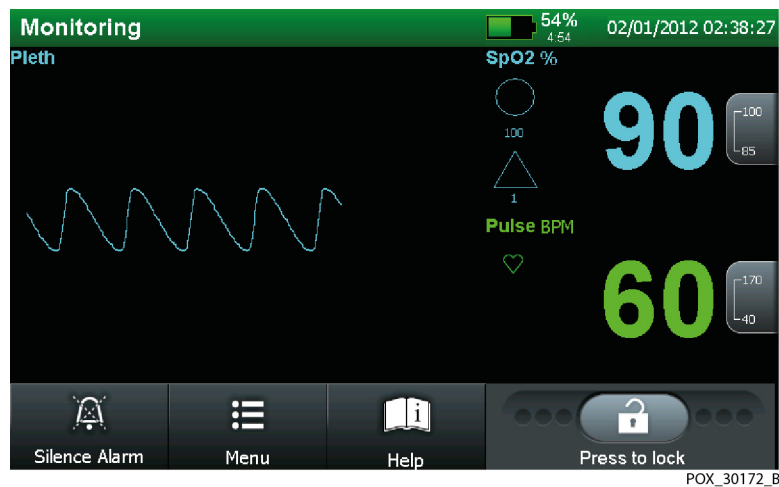 Monitoring
54%
4:54
02/01/2012 02:38:27
Pleth
SpO2 %
100
1
90
100
85
Pulse BPM
60
170
40
Silence Alarm
Menu
i
Help
Press to lock
POX_30172_B